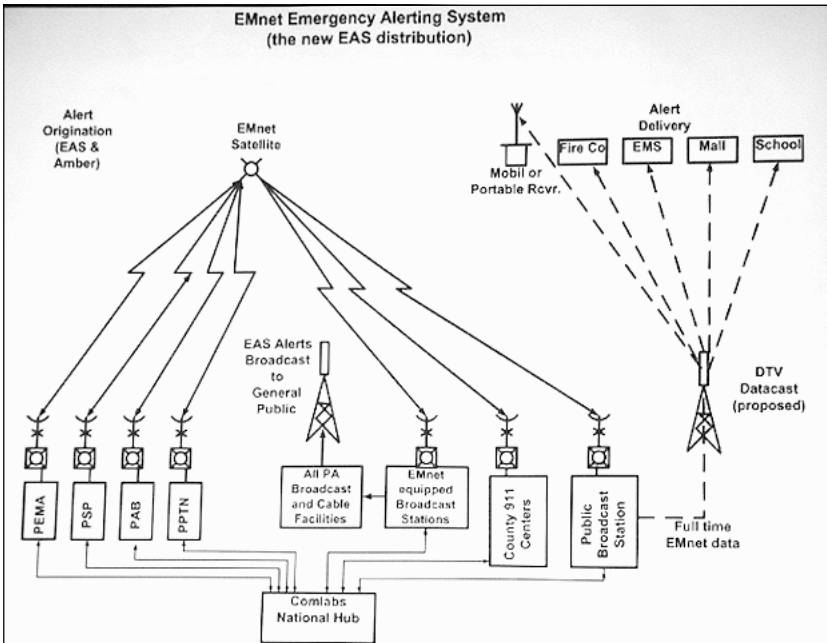 EMnet Emergency Alerting System
(the new EAS distribution)
Alert
Origination
(EAS &
Amber)
EMnet
Satellite
Alert
Delivery
Fire Co
EMS
Mall
School
Mobil or
Portable Rcvr.
EAS Alerts
Broadcast
to
General
Public
DTV
Datacast
(proposed)
PEMA
PSP
PAB
PPTN
All PA
Broadcast
and Cable
Facilities
EMnet
equipped
Broadcast
Stations
County 911
Centers
Public
Broadcast
Station
Full time
EMnet data
Comlabs
National Hub